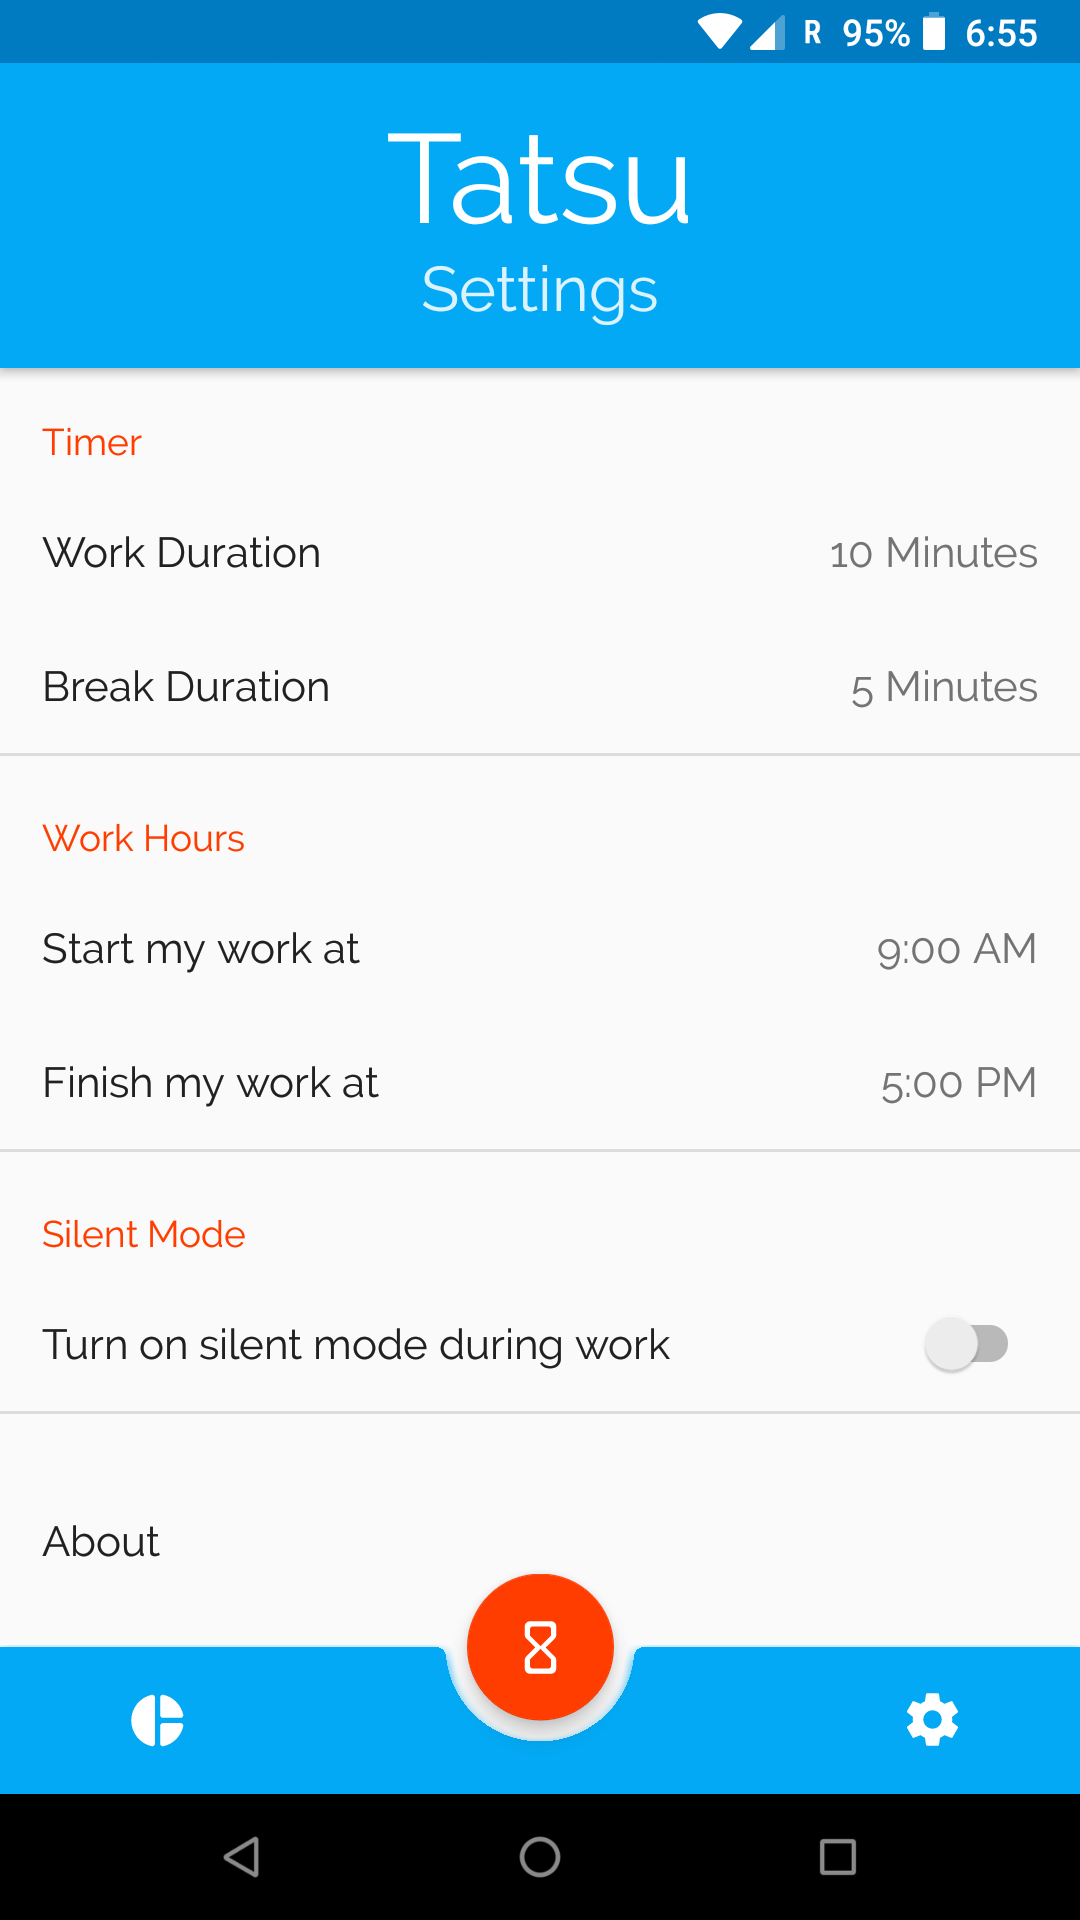 R 95% 6:55
Tatsu
Settings
Timer
Work Duration 10 Minutes
Break Duration 5 Minutes
Work Hours
Start my work at 9:00 AM
Finish my work at 5:00 PM
Silent Mode
Turn on silent mode during work
About